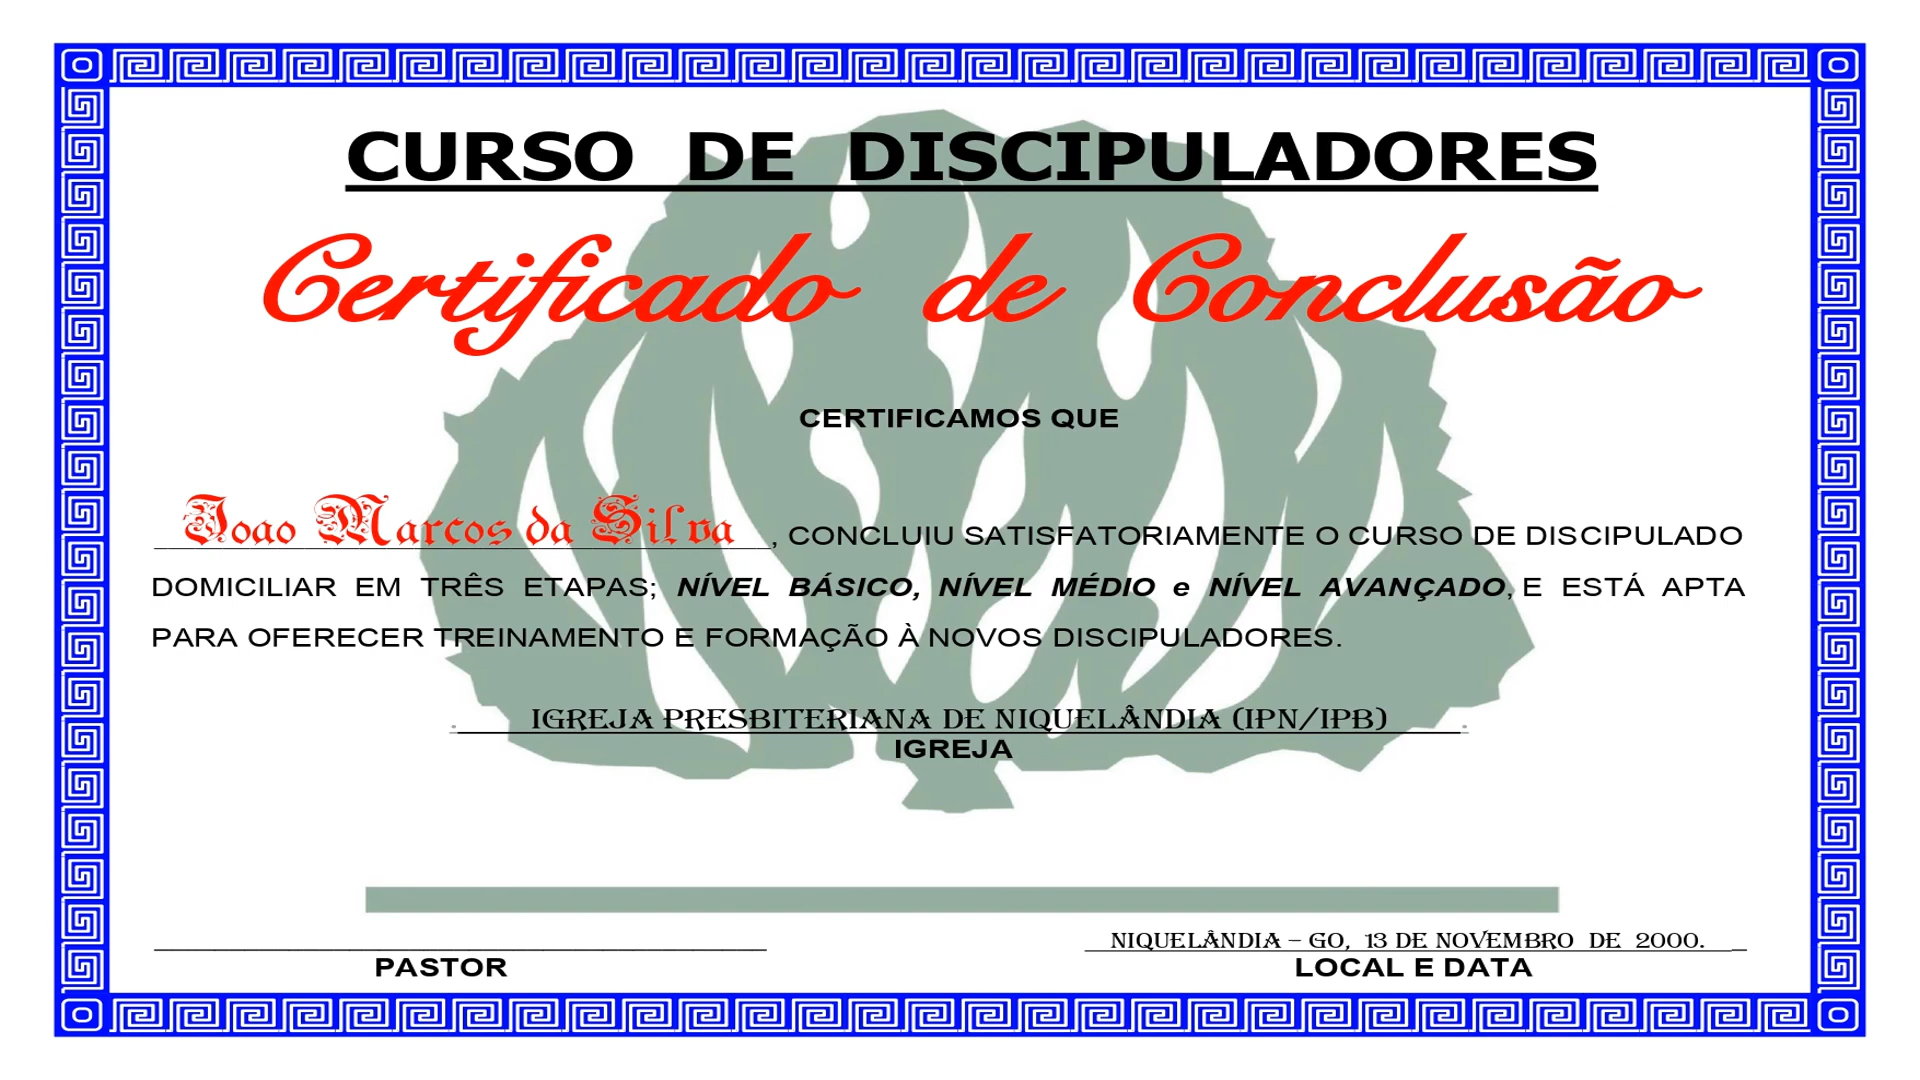 CURSO DE DISCIPULADORES
Certificado de Conclusão
CERTIFICAMOS QUE
Joao Marcos da Silva, CONCLUIU SATISFATORIAMENTE O CURSO DE DISCIPULADO
DOMICILIAR EM TRÊS ETAPAS; NÍVEL BÁSICO, NÍVEL MÉDIO e NÍVEL AVANÇADO, E ESTÁ APTA
PARA OFERECER TREINAMENTO E FORMAÇÃO À NOVOS DISCIPULADORES.
IGREJA PRESBITERIANA DE NIQUELÂNDIA (IPN/IPB)
IGREJA
NIQUELÂNDIA – GO, 13 DE NOVEMBRO DE 2000.
PASTOR
LOCAL E DATA